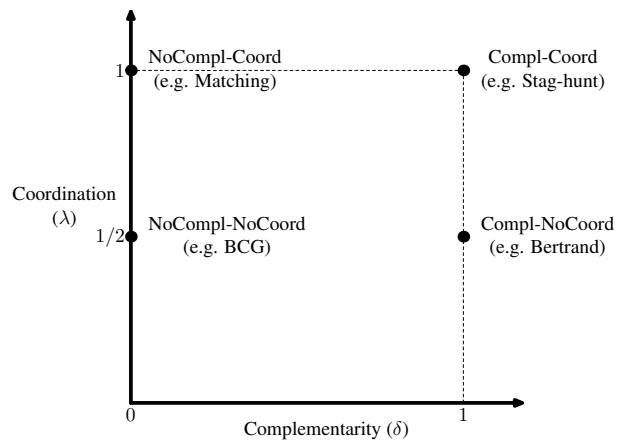 NoCompl-Coord
(e.g. Matching)
Compl-Coord
(e.g. Stag-hunt)
1
Coordination
(λ)
NoCompl-NoCoord
(e.g. BCG)
Compl-NoCoord
(e.g. Bertrand)
1/2
0
Complementarity (δ)
1